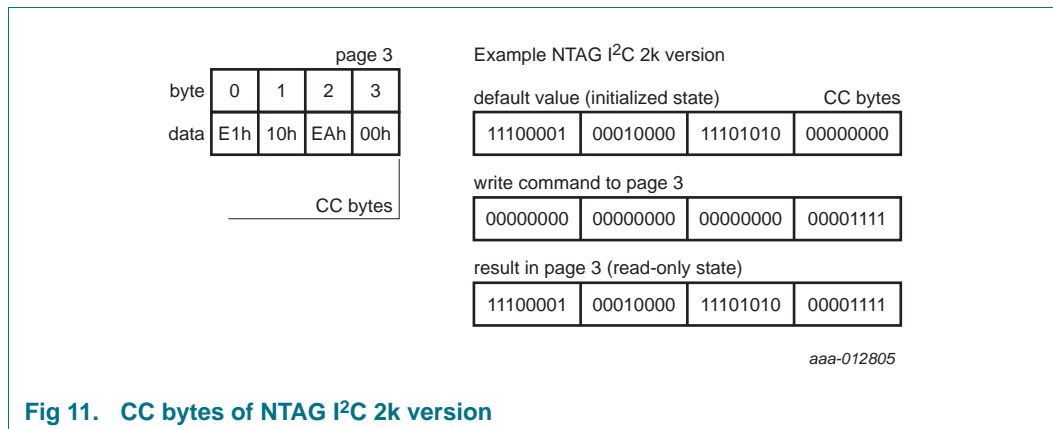 page 3
byte 0 1 2 3
data E1h 10h EAh 00h
CC bytes
Example NTAG I2C 2k version
default value (initialized state) CC bytes
11100001 00010000 11101010 00000000
write command to page 3
00000000 00000000 00000000 00001111
result in page 3 (read-only state)
11100001 00010000 11101010 00001111
aaa-012805
Fig 11. CC bytes of NTAG I2C 2k version